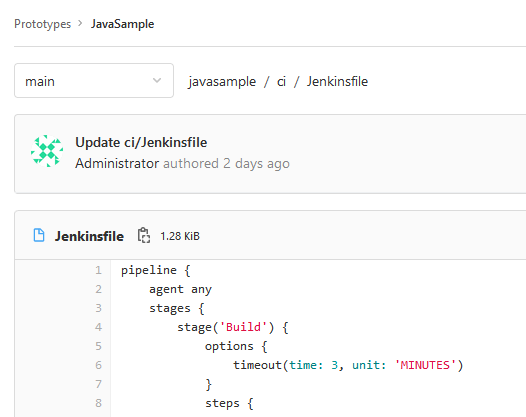 Prototypes > JavaSample
main
javasample / ci / Jenkinsfile
Update ci/Jenkinsfile
Administrator authored 2 days ago
Jenkinsfile 1.28 KiB
1 pipeline {
2     agent any
3     stages {
4         stage('Build') {
5             options {
6                 timeout(time: 3, unit: 'MINUTES')
7             }
8             steps {